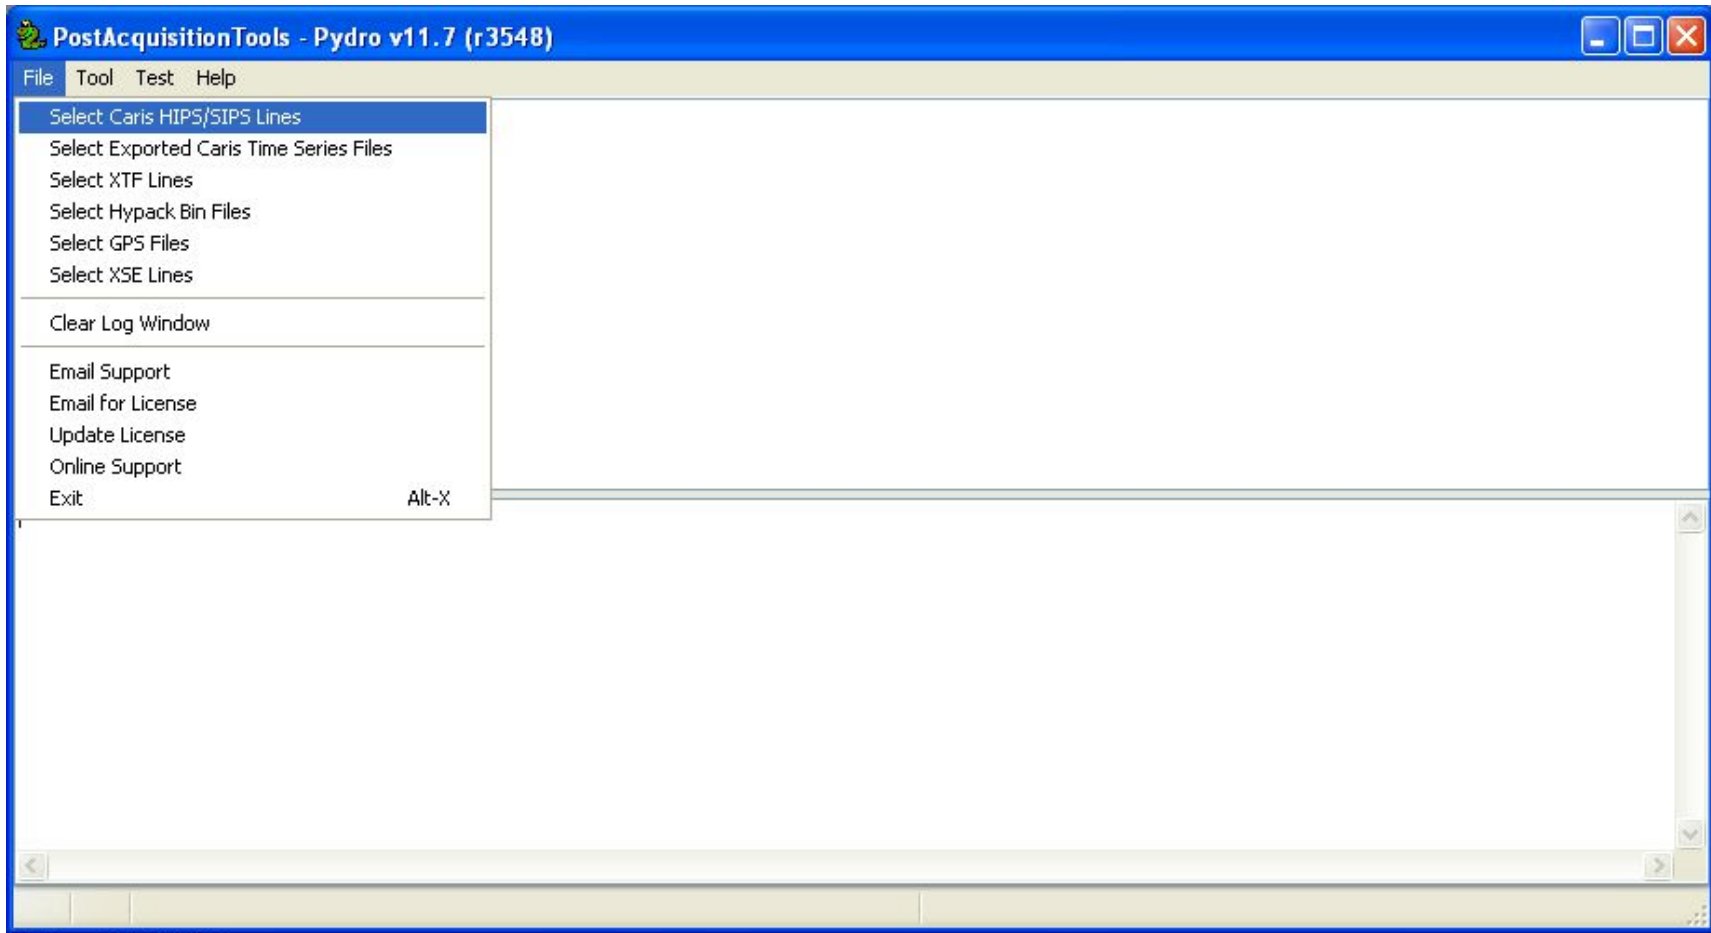 PostAcquisitionTools - Pydro v11.7 (r3548)
File Tool Test Help
Select Caris HIPS/SIPS Lines
Select Exported Caris Time Series Files
Select XTF Lines
Select Hypack Bin Files
Select GPS Files
Select XSE Lines
Clear Log Window
Email Support
Email for License
Update License
Online Support
Exit Alt-X